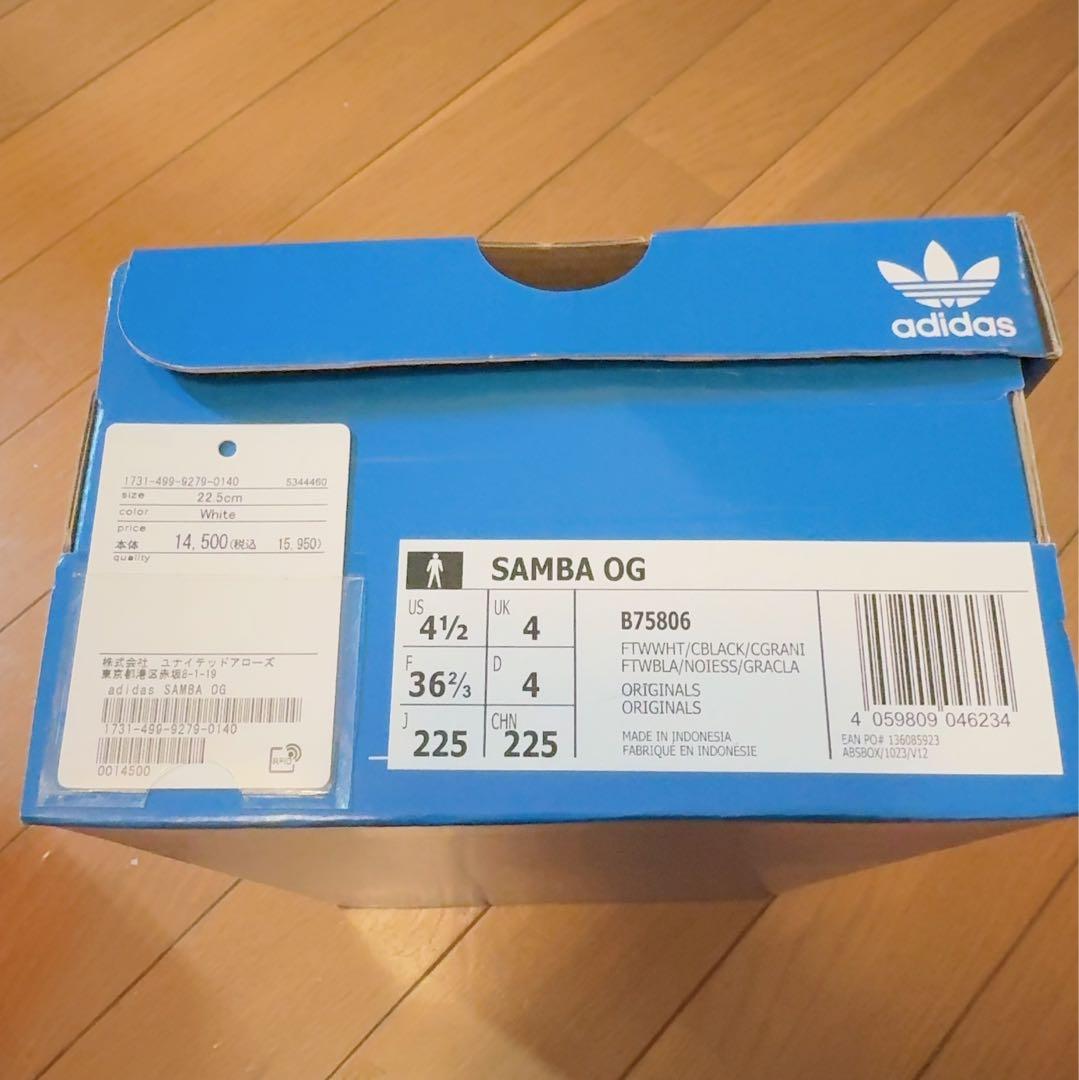 adidas
1731-499-9279-0140 5344460
size 22.5cm
color White
price
本体 14,500(税込 15,950)
quality
株式会社 ユナイテッドアローズ
東京都港区赤坂8-1-19
adidas SAMBA OG
1731-499-9279-0140
0014500
RFID
SAMBA OG
US 4½ UK 4
F 36⅔ D 4
J 225 CHN 225
B75806
FTWWHT/CBLACK/CGRANI
FTWBLA/NOIESS/GRACLA
ORIGINALS
ORIGINALS
MADE IN INDONESIA
FABRIQUÉ EN INDONÉSIE
4 059809 046234
EAN PO# 136085923
ABSBOX/1023/V12